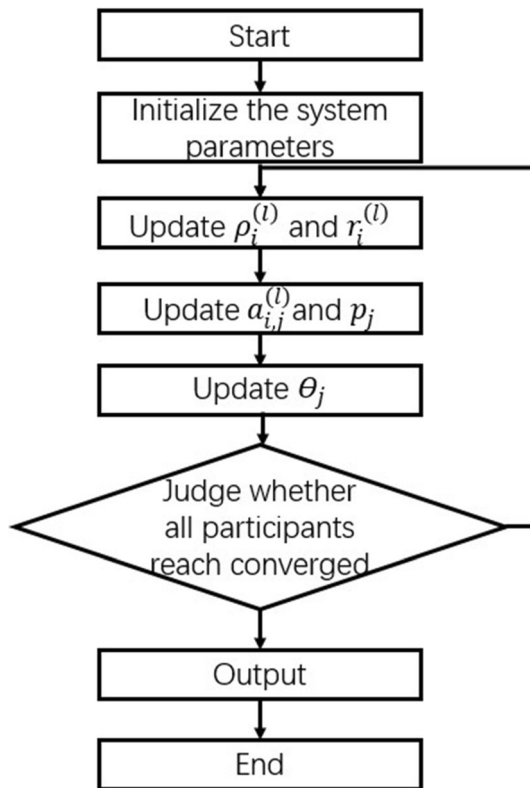 Start
Initialize the system
parameters
Update ρ_i^{(l)} and r_i^{(l)}
Update a_{i,j}^{(l)} and p_j
Update θ_j
Judge whether
all participants
reach converged
Output
End